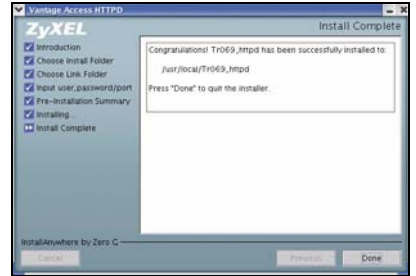 Vantage Access HTTPD
ZyXEL
Install Complete
Introduction
Choose Install Folder
Choose Link Folder
Input user,password/port
Pre-Installation Summary
Installing...
Install Complete
Congratulations! Tr069_httpd has been successfully installed to:
/usr/local/Tr069_httpd
Press "Done" to quit the installer.
InstallAnywhere by Zero G
Cancel
Previous
Done